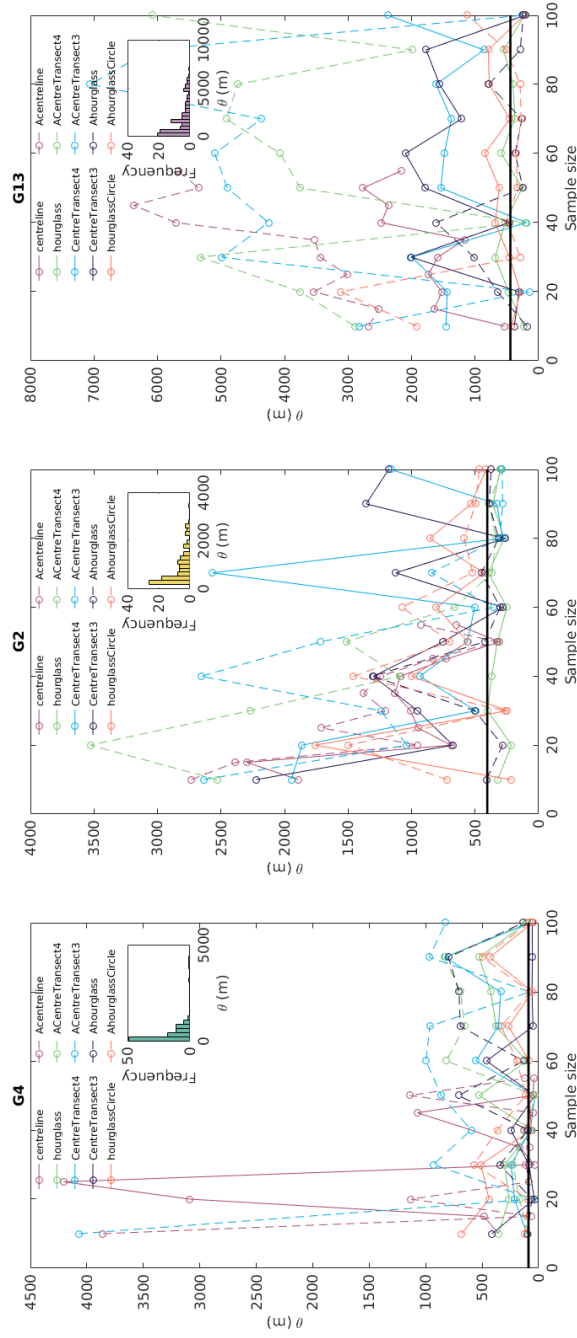 G4
4500
4000
3500
3000
2500
2000
1500
1000
500
0
θ (m)
0 20 40 60 80 100
Sample size
centreline Acentreline
hourglass ACentreTransect4
CentreTransect4 ACentreTransect3
CentreTransect3 Ahourglass
hourglassCircle AhourglassCircle
50
0
Frequency
0 5000
θ (m)
G2
4000
3500
3000
2500
2000
1500
1000
500
0
θ (m)
0 20 40 60 80 100
Sample size
centreline Acentreline
hourglass ACentreTransect4
CentreTransect4 ACentreTransect3
CentreTransect3 Ahourglass
hourglassCircle AhourglassCircle
40
20
0
Frequency
0 2000 4000
θ (m)
G13
8000
7000
6000
5000
4000
3000
2000
1000
0
θ (m)
0 20 40 60 80 100
Sample size
centreline Acentreline
hourglass ACentreTransect4
CentreTransect4 ACentreTransect3
CentreTransect3 Ahourglass
hourglassCircle AhourglassCircle
40
20
0
Frequency
0 5000 10000
θ (m)